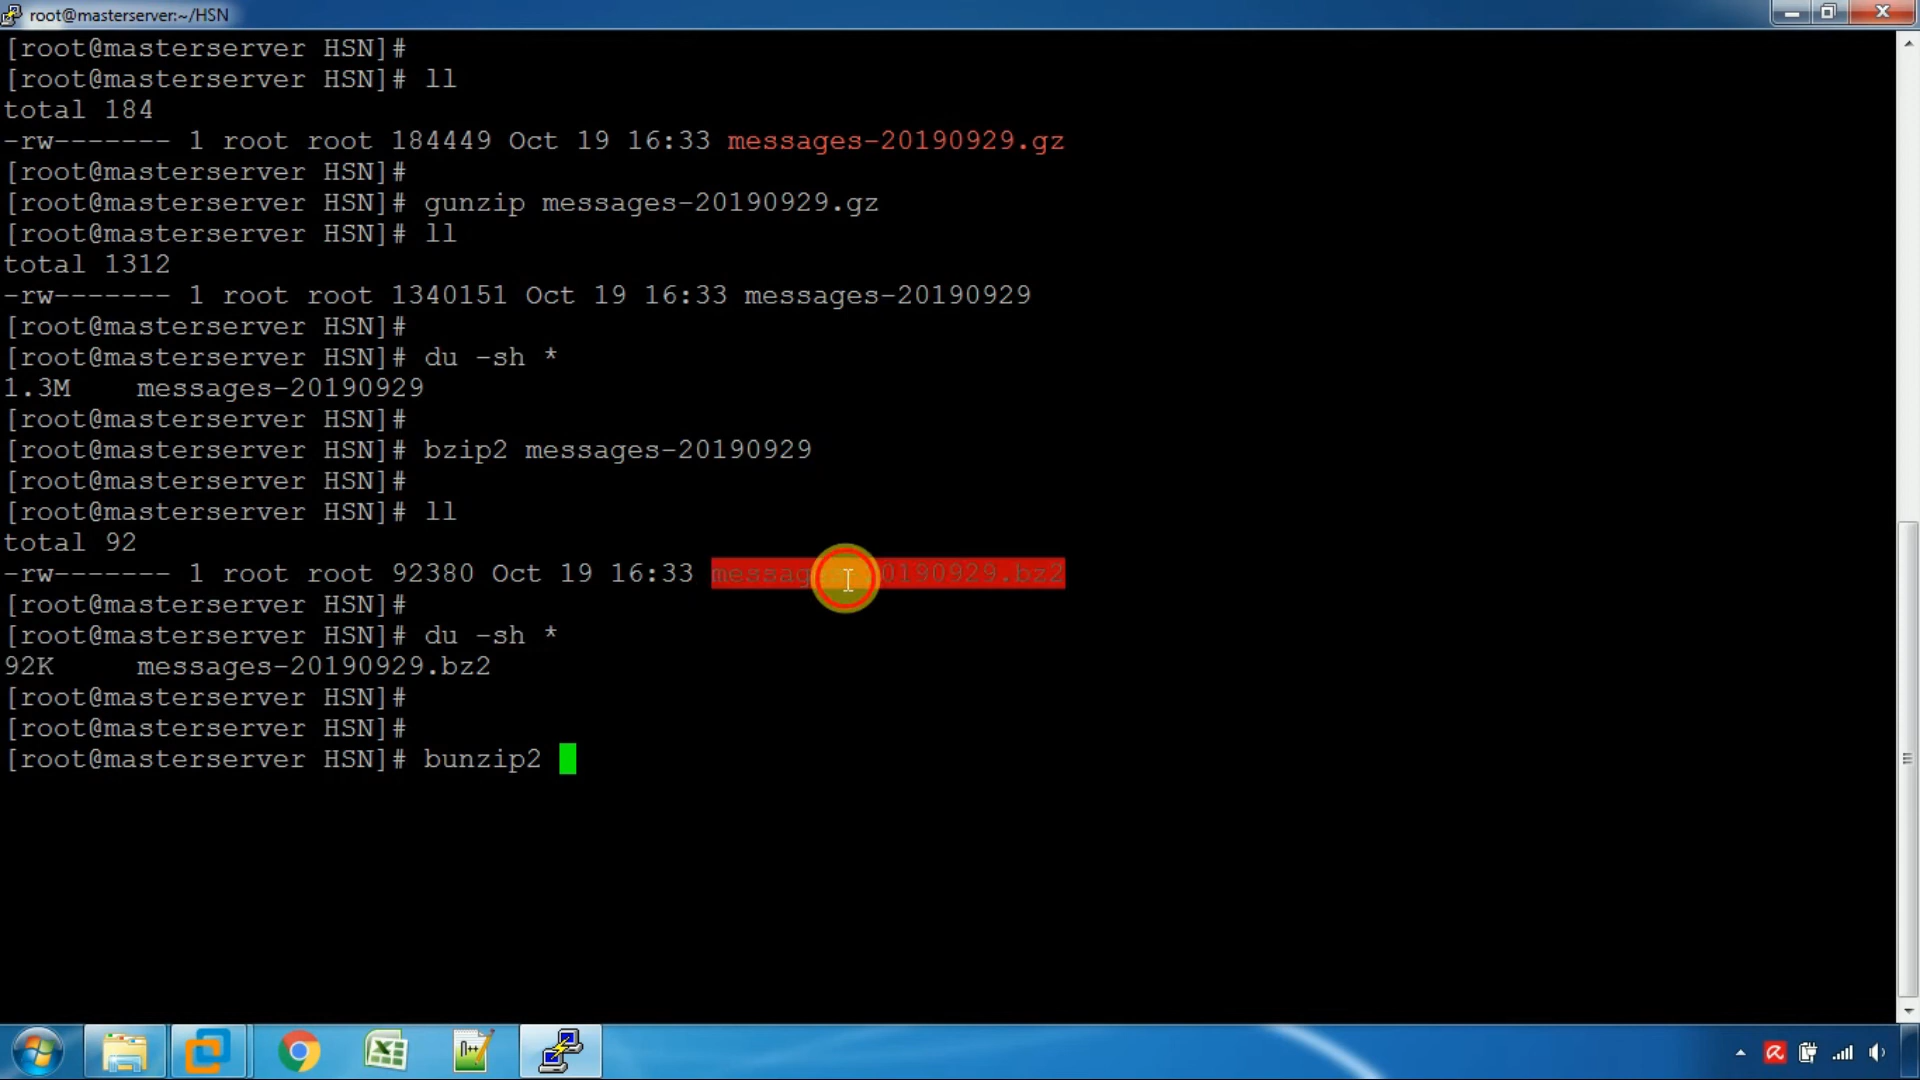 root@masterserver:~/HSN
[root@masterserver HSN]#
[root@masterserver HSN]# ll
total 184
-rw------- 1 root root 184449 Oct 19 16:33 messages-20190929.gz
[root@masterserver HSN]#
[root@masterserver HSN]# gunzip messages-20190929.gz
[root@masterserver HSN]# ll
total 1312
-rw------- 1 root root 1340151 Oct 19 16:33 messages-20190929
[root@masterserver HSN]#
[root@masterserver HSN]# du -sh *
1.3M    messages-20190929
[root@masterserver HSN]#
[root@masterserver HSN]# bzip2 messages-20190929
[root@masterserver HSN]#
[root@masterserver HSN]# ll
total 92
-rw------- 1 root root 92380 Oct 19 16:33 messages-20190929.bz2
[root@masterserver HSN]#
[root@masterserver HSN]# du -sh *
92K     messages-20190929.bz2
[root@masterserver HSN]#
[root@masterserver HSN]#
[root@masterserver HSN]# bunzip2